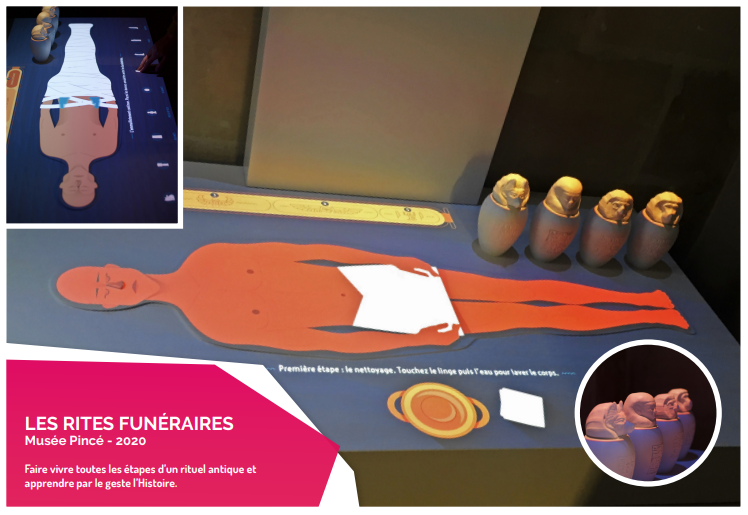 Première étape : le nettoyage. Touchez le linge puis l'eau pour laver le corps.
LES RITES FUNÉRAIRES
Musée Pincé - 2020
Faire vivre toutes les étapes d'un rituel antique et
apprendre par le geste l'Histoire.